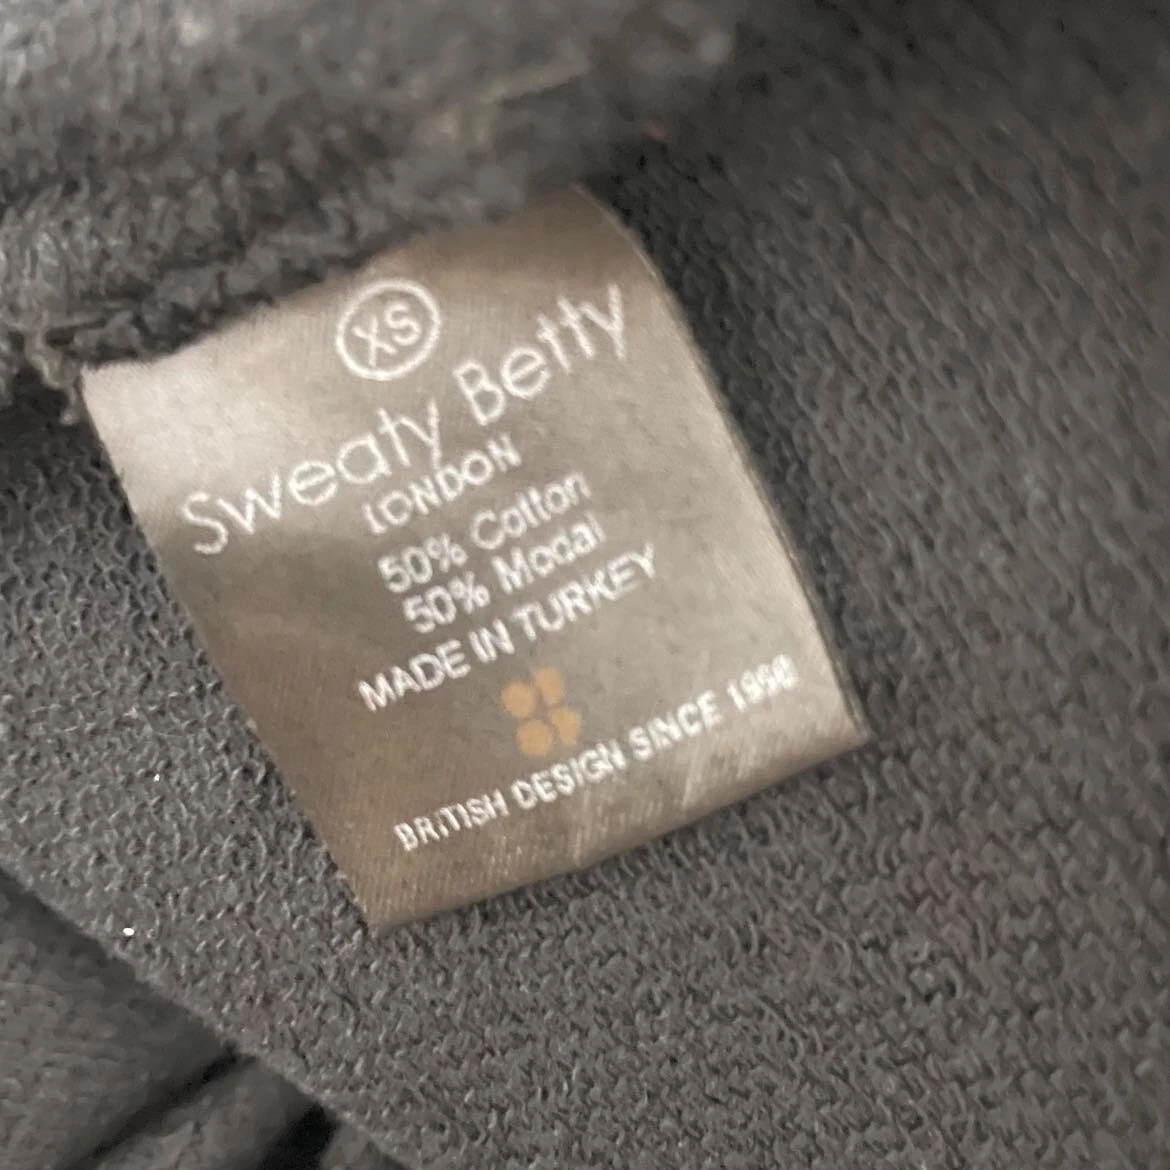 XS
Sweaty Betty
LONDON
50% Cotton
50% Modal
MADE IN TURKEY
BRITISH DESIGN SINCE 1998